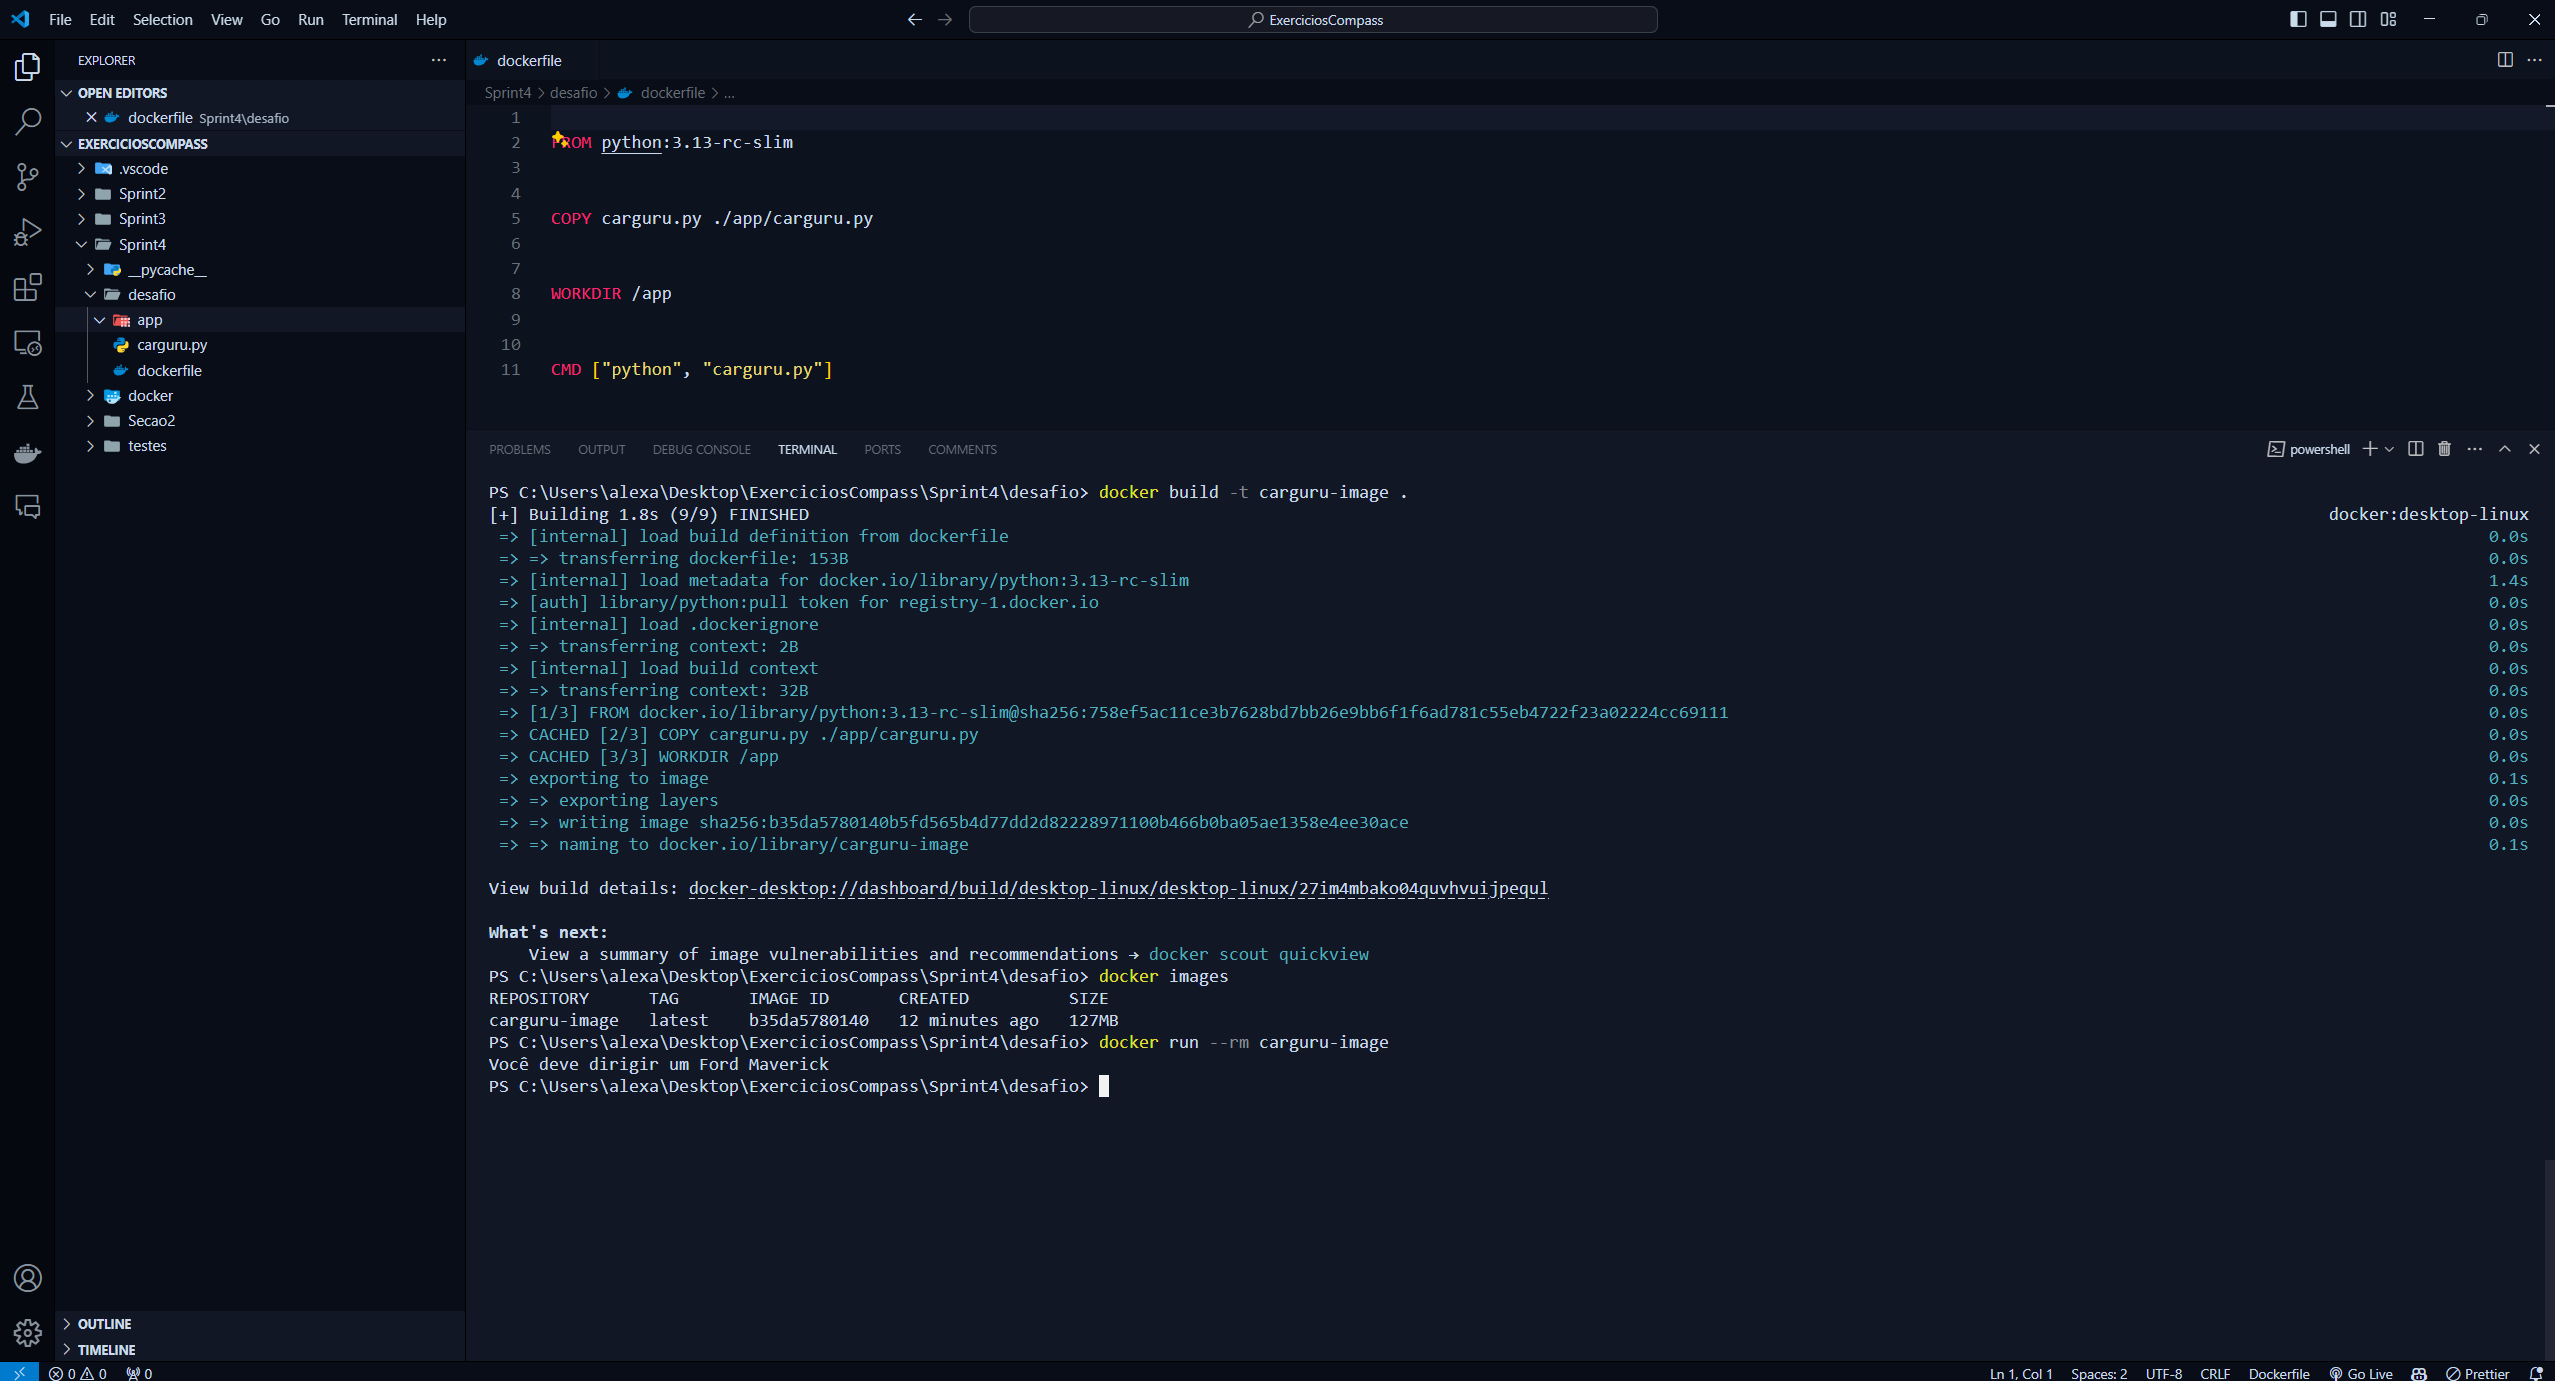 File Edit Selection View Go Run Terminal Help
ExerciciosCompass
EXPLORER
OPEN EDITORS
dockerfile Sprint4\desafio
EXERCICIOSCOMPASS
.vscode
Sprint2
Sprint3
Sprint4
__pycache__
desafio
app
carguru.py
dockerfile
docker
Secao2
testes
OUTLINE
TIMELINE
dockerfile
Sprint4 > desafio > dockerfile > ...
1
2 FROM python:3.13-rc-slim
3
4
5 COPY carguru.py ./app/carguru.py
6
7
8 WORKDIR /app
9
10
11 CMD ["python", "carguru.py"]
PROBLEMS OUTPUT DEBUG CONSOLE TERMINAL PORTS COMMENTS
powershell
PS C:\Users\alexa\Desktop\ExerciciosCompass\Sprint4\desafio> docker build -t carguru-image .
[+] Building 1.8s (9/9) FINISHED docker:desktop-linux
=> [internal] load build definition from dockerfile 0.0s
=> => transferring dockerfile: 153B 0.0s
=> [internal] load metadata for docker.io/library/python:3.13-rc-slim 1.4s
=> [auth] library/python:pull token for registry-1.docker.io 0.0s
=> [internal] load .dockerignore 0.0s
=> => transferring context: 2B 0.0s
=> [internal] load build context 0.0s
=> => transferring context: 32B 0.0s
=> [1/3] FROM docker.io/library/python:3.13-rc-slim@sha256:758ef5ac11ce3b7628bd7bb26e9bb6f1f6ad781c55eb4722f23a02224cc69111 0.0s
=> CACHED [2/3] COPY carguru.py ./app/carguru.py 0.0s
=> CACHED [3/3] WORKDIR /app 0.0s
=> exporting to image 0.1s
=> => exporting layers 0.0s
=> => writing image sha256:b35da5780140b5fd565b4d77dd2d82228971100b466b0ba05ae1358e4ee30ace 0.0s
=> => naming to docker.io/library/carguru-image 0.1s
View build details: docker-desktop://dashboard/build/desktop-linux/desktop-linux/27im4mbako04quvhvuijpequl
What's next:
View a summary of image vulnerabilities and recommendations → docker scout quickview
PS C:\Users\alexa\Desktop\ExerciciosCompass\Sprint4\desafio> docker images
REPOSITORY TAG IMAGE ID CREATED SIZE
carguru-image latest b35da5780140 12 minutes ago 127MB
PS C:\Users\alexa\Desktop\ExerciciosCompass\Sprint4\desafio> docker run --rm carguru-image
Você deve dirigir um Ford Maverick
PS C:\Users\alexa\Desktop\ExerciciosCompass\Sprint4\desafio>
0 0 0 Ln 1, Col 1 Spaces: 2 UTF-8 CRLF Dockerfile Go Live Prettier